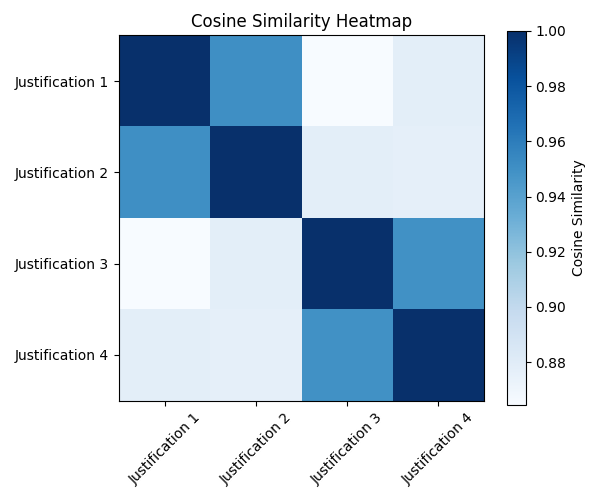 Cosine Similarity Heatmap
Justification 1
Justification 2
Justification 3
Justification 4
Justification 1
Justification 2
Justification 3
Justification 4
1.00
0.98
0.96
0.94
0.92
0.90
0.88
Cosine Similarity